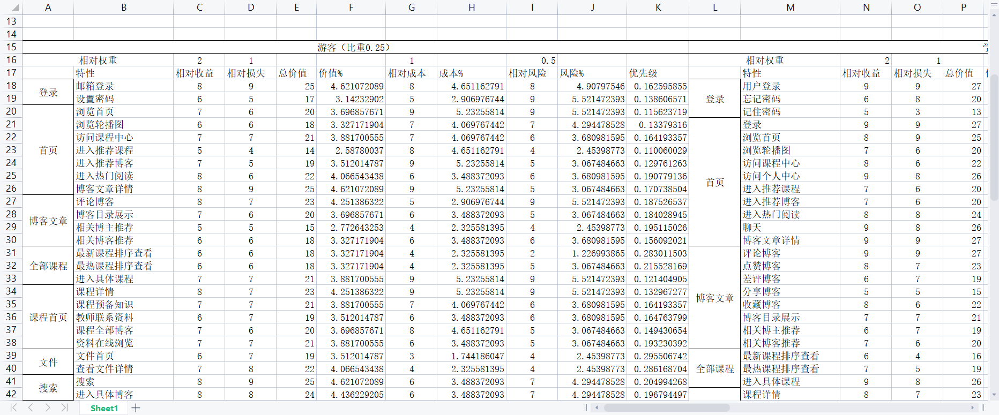 A B C D E F G H I J K L M N O P
13
14
15 游客（比重0.25）
16 相对权重 2 1 1 0.5 相对权重 2 1
17 特性 相对收益 相对损失 总价值 价值% 相对成本 成本% 相对风险 风险% 优先级 特性 相对收益 相对损失 总价值
18 登录 邮箱登录 8 9 25 4.621072089 8 4.651162791 8 4.90797546 0.162595855 登录 用户登录 9 9 27
19 设置密码 6 5 17 3.14232902 5 2.906976744 9 5.521472393 0.138606571 忘记密码 6 8 20
20 首页 浏览首页 7 6 20 3.696857671 9 5.23255814 9 5.521472393 0.115623719 记住密码 5 3 13
21 浏览轮播图 6 6 18 3.327171904 7 4.069767442 7 4.294478528 0.13379316 首页 登录 9 9 27
22 访问课程中心 7 7 21 3.881700555 7 4.069767442 6 3.680981595 0.164193357 浏览首页 8 9 25
23 进入推荐课程 5 4 14 2.58780037 8 4.651162791 4 2.45398773 0.110060029 浏览轮播图 7 6 20
24 进入推荐博客 7 5 19 3.512014787 9 5.23255814 5 3.067484663 0.129761263 访问课程中心 8 6 22
25 进入热门阅读 8 6 22 4.066543438 6 3.488372093 6 3.680981595 0.190779136 访问个人中心 9 8 26
26 博客文章详情 8 9 25 4.621072089 9 5.23255814 5 3.067484663 0.170738504 进入推荐课程 7 6 20
27 博客文章 评论博客 8 7 23 4.251386322 5 2.906976744 9 5.521472393 0.187526537 进入推荐博客 7 6 20
28 博客目录展示 7 6 20 3.696857671 6 3.488372093 5 3.067484663 0.184028945 进入热门阅读 8 8 24
29 相关博主推荐 5 5 15 2.772643253 4 2.325581395 4 2.45398773 0.195115026 聊天 9 8 26
30 相关博客推荐 6 6 18 3.327171904 6 3.488372093 6 3.680981595 0.156092021 博客文章详情 9 9 27
31 全部课程 最新课程排序查看 6 6 18 3.327171904 4 2.325581395 2 1.226993865 0.283011503 博客文章 评论博客 9 9 27
32 最热课程排序查看 6 6 18 3.327171904 4 2.325581395 5 3.067484663 0.215528169 点赞博客 8 7 23
33 进入具体课程 7 7 21 3.881700555 9 5.23255814 9 5.521472393 0.121404905 差评博客 6 7 19
34 课程首页 课程详情 8 7 23 4.251386322 9 5.23255814 9 5.521472393 0.132967277 分享博客 5 5 15
35 课程预备知识 7 7 21 3.881700555 7 4.069767442 6 3.680981595 0.164193357 收藏博客 8 6 22
36 教师联系资料 6 7 19 3.512014787 6 3.488372093 6 3.680981595 0.164763799 博客目录展示 7 7 21
37 课程全部博客 7 6 20 3.696857671 8 4.651162791 5 3.067484663 0.149430654 相关博主推荐 6 7 19
38 资料在线浏览 7 7 21 3.881700555 6 3.488372093 5 3.067484663 0.193230392 相关博客推荐 7 6 20
39 文件 文件首页 6 7 19 3.512014787 3 1.744186047 4 2.45398773 0.295506742 全部课程 最新课程排序查看 6 4 16
40 查看文件详情 7 8 22 4.066543438 4 2.325581395 4 2.45398773 0.286168704 最热课程排序查看 7 5 19
41 搜索 搜索 8 9 25 4.621072089 6 3.488372093 7 4.294478528 0.204994268 进入具体课程 9 8 26
42 进入具体博客 8 8 24 4.436229205 6 3.488372093 7 4.294478528 0.196794497 课程详情 8 7 23
Sheet1